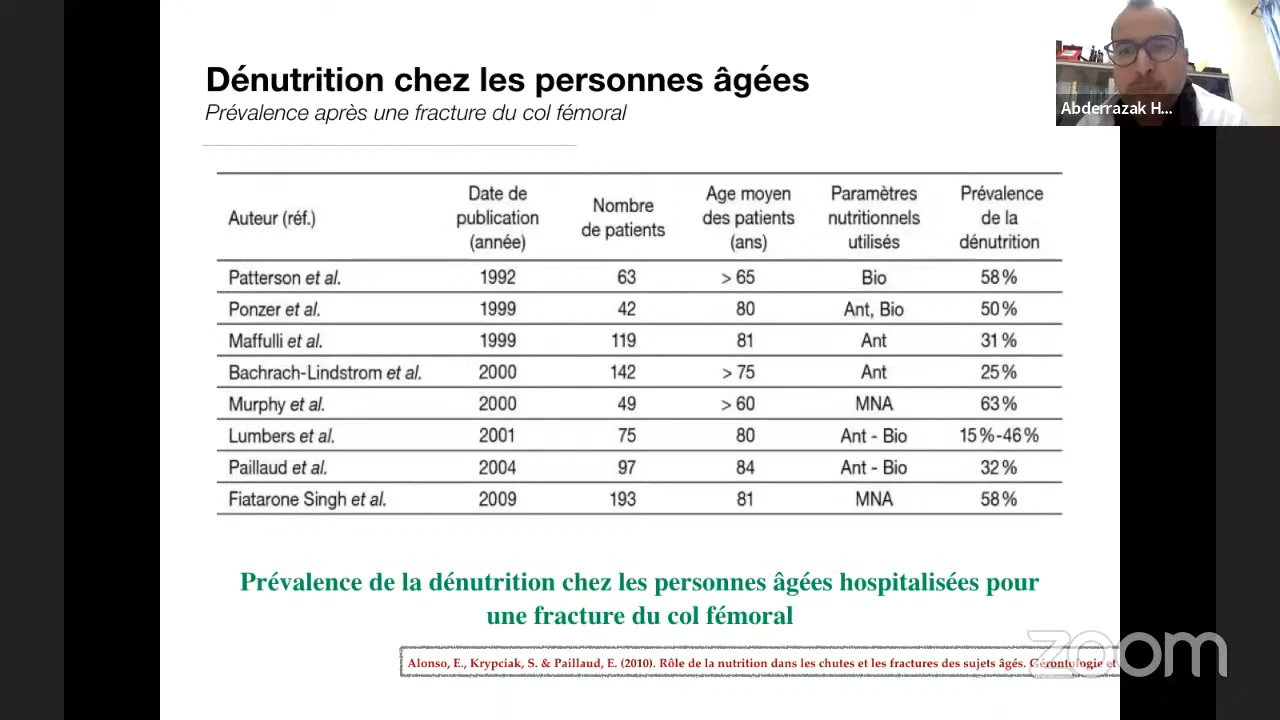 Dénutrition chez les personnes âgées
Prévalence après une fracture du col fémoral
Abderrazak H...
Auteur (réf.) Date de publication (année) Nombre de patients Age moyen des patients (ans) Paramètres nutritionnels utilisés Prévalence de la dénutrition
Patterson et al. 1992 63 > 65 Bio 58 %
Ponzer et al. 1999 42 80 Ant, Bio 50 %
Maffulli et al. 1999 119 81 Ant 31 %
Bachrach-Lindstrom et al. 2000 142 > 75 Ant 25 %
Murphy et al. 2000 49 > 60 MNA 63 %
Lumbers et al. 2001 75 80 Ant - Bio 15 %-46 %
Paillaud et al. 2004 97 84 Ant - Bio 32 %
Fiatarone Singh et al. 2009 193 81 MNA 58 %
Prévalence de la dénutrition chez les personnes âgées hospitalisées pour
une fracture du col fémoral
Alonso, E., Krypciak, S. & Paillaud, E. (2010). Rôle de la nutrition dans les chutes et les fractures des sujets âgés. Gérontologie et
zoom